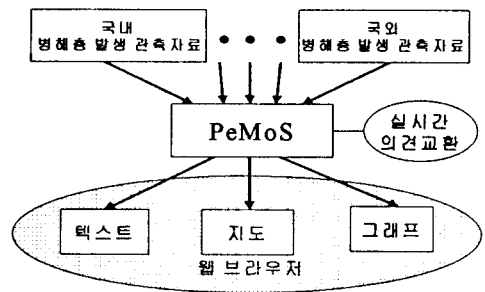 국내
병혜충 발생 관측자료
국외
병혜충 발생 관측자료
PeMoS
실시간
의견교환
텍스트
지도
그래프
웹 브라우저